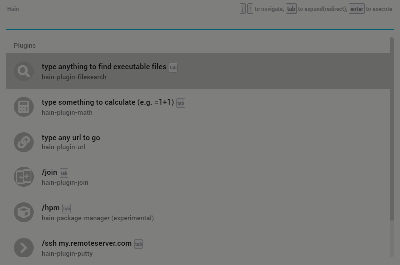 Hain
↑ ↓ to navigate, tab to expand(redirect), enter to execute
Plugins
type anything to find executable files tab
hain-plugin-filesearch
type something to calculate (e.g. =1+1) tab
hain-plugin-math
type any url to go
hain-plugin-url
/join tab
hain-plugin-join
/hpm tab
hain-package-manager (experimental)
/ssh my.remoteserver.com tab
hain-plugin-putty